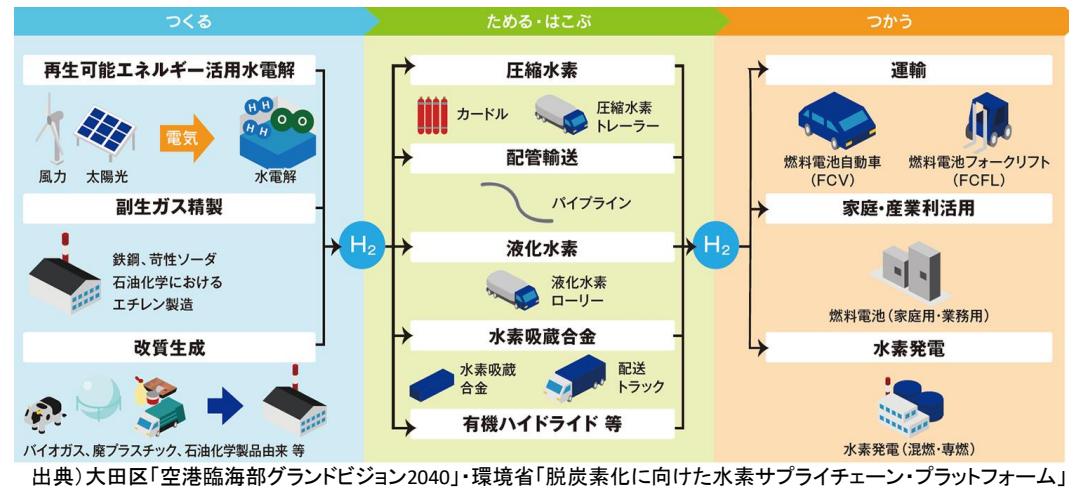 つくる
ためる・はこぶ
つかう
再生可能エネルギー活用水電解
電気
H H
H H
O O
風力
太陽光
水電解
副生ガス精製
鉄鋼、苛性ソーダ
石油化学における
エチレン製造
改質生成
バイオガス、廃プラスチック、石油化学製品由来 等
H2
圧縮水素
カードル
圧縮水素
トレーラー
配管輸送
パイプライン
液化水素
液化水素
ローリー
水素吸蔵合金
水素吸蔵
合金
配送
トラック
有機ハイドライド 等
H2
運輸
燃料電池自動車
(FCV)
燃料電池フォークリフト
(FCFL)
家庭・産業利活用
燃料電池(家庭用・業務用)
水素発電
水素発電(混燃・専燃)
出典)大田区「空港臨海部グランドビジョン2040」・環境省「脱炭素化に向けた水素サプライチェーン・プラットフォーム」